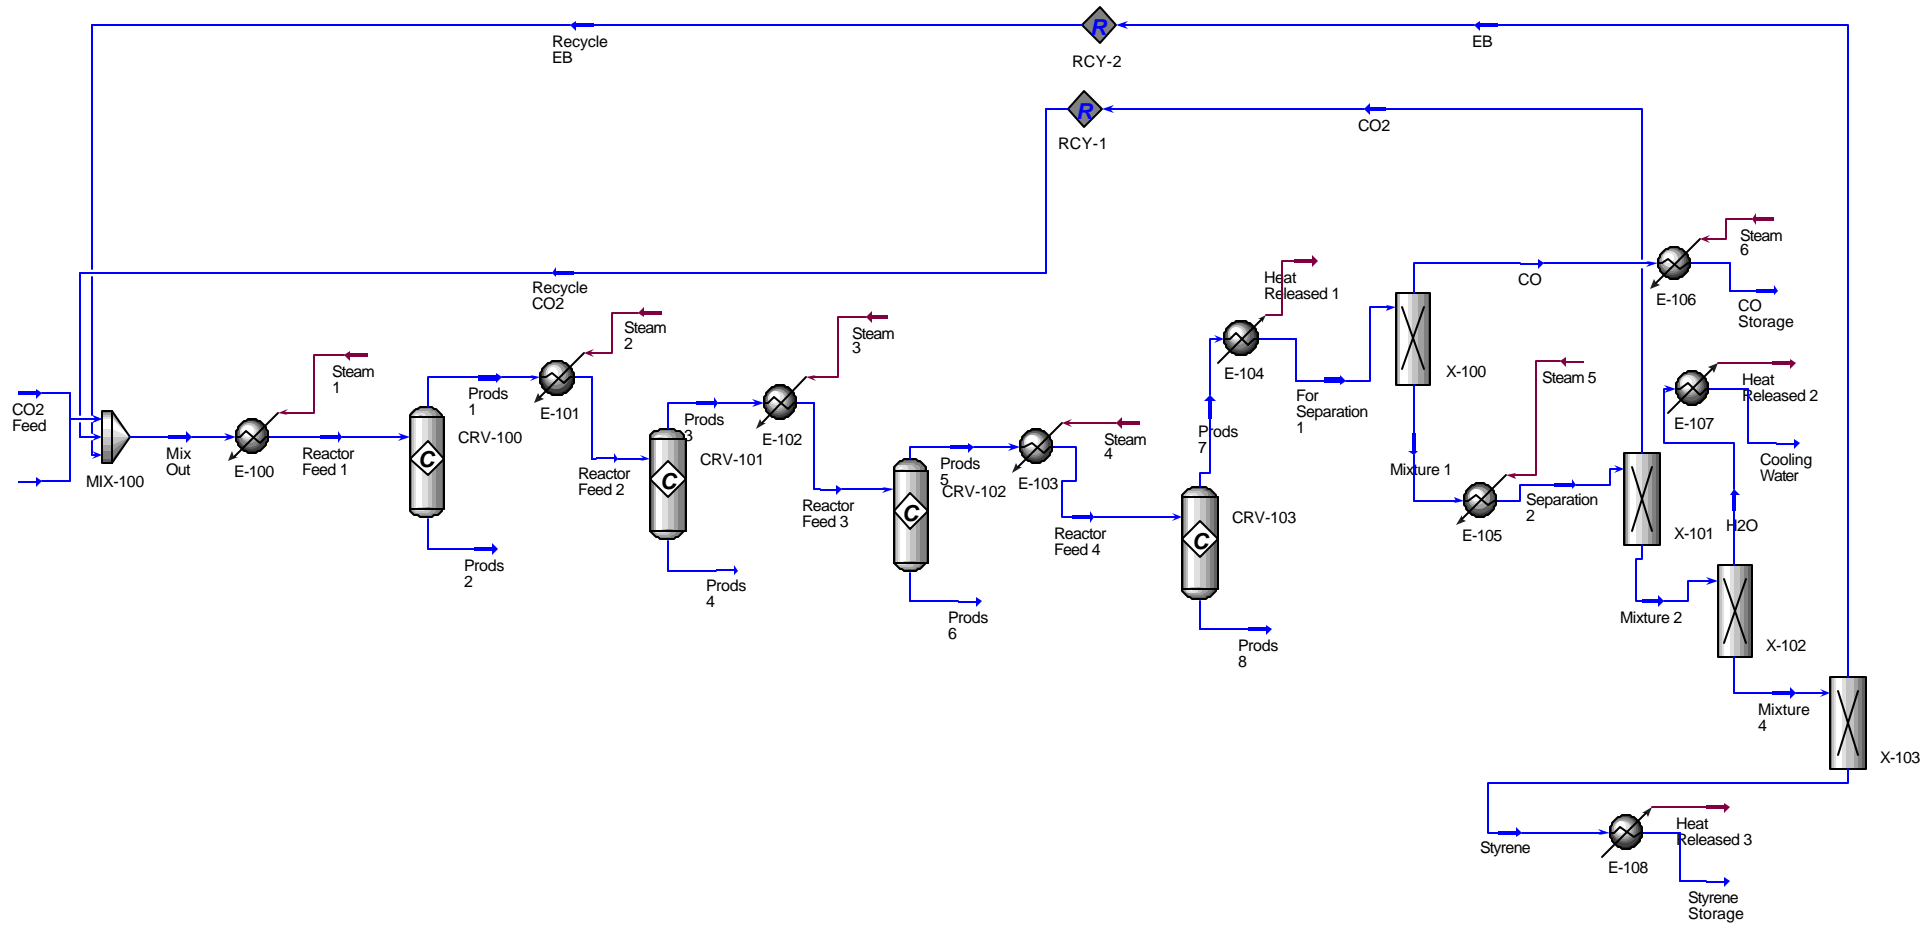 R
Recycle
EB
RCY-2
EB
R
RCY-1
CO2
Recycle
CO2
Steam
6
CO
E-106
CO
Storage
Heat
Released 1
Steam
2
Steam
3
Steam
1
E-104
X-100
Steam 5
Heat
Released 2
E-107
Cooling
Water
CO2
Feed
MIX-100
Mix
Out
E-100
Reactor
Feed 1
C
CRV-100
Prods
1
Prods
2
E-101
Reactor
Feed 2
C
CRV-101
Prods
3
Prods
4
E-102
Reactor
Feed 3
C
CRV-102
Prods
5
Prods
6
E-103
Steam
4
Reactor
Feed 4
C
CRV-103
Prods
7
Prods
8
For
Separation
1
Mixture 1
E-105
Separation
2
X-101
H2O
Mixture 2
X-102
Mixture
4
X-103
Styrene
E-108
Heat
Released 3
Styrene
Storage